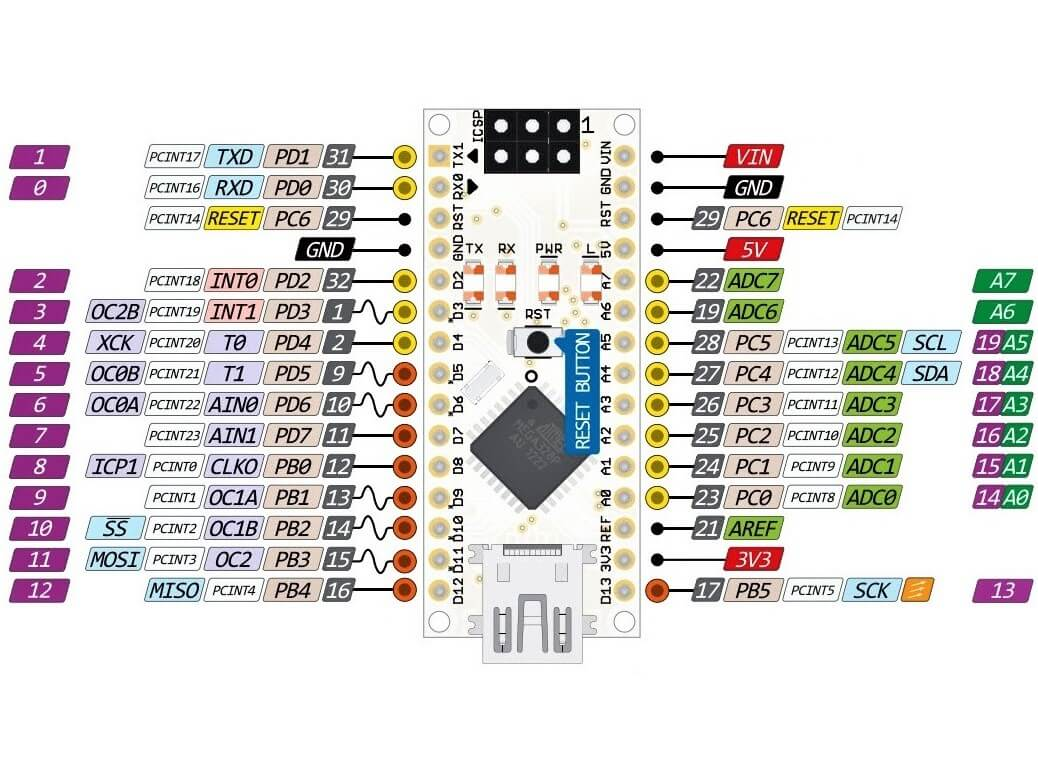 ICSP 1
1 PCINT17 TXD PD1 31 TX1 VIN VIN
0 PCINT16 RXD PD0 30 RX0 GND GND
PCINT14 RESET PC6 29 RST RST 29 PC6 RESET PCINT14
GND GND 5V 5V
TX RX PWR L
2 PCINT18 INT0 PD2 32 D2 A7 22 ADC7 A7
3 OC2B PCINT19 INT1 PD3 1 D3 A6 19 ADC6 A6
RST
4 XCK PCINT20 T0 PD4 2 D4 A5 28 PC5 PCINT13 ADC5 SCL 19 A5
5 OC0B PCINT21 T1 PD5 9 D5 A4 27 PC4 PCINT12 ADC4 SDA 18 A4
RESET BUTTON
6 OC0A PCINT22 AIN0 PD6 10 D6 A3 26 PC3 PCINT11 ADC3 17 A3
7 PCINT23 AIN1 PD7 11 D7 A2 25 PC2 PCINT10 ADC2 16 A2
8 ICP1 PCINT0 CLKO PB0 12 D8 A1 24 PC1 PCINT9 ADC1 15 A1
9 PCINT1 OC1A PB1 13 D9 A0 23 PC0 PCINT8 ADC0 14 A0
10 SS PCINT2 OC1B PB2 14 D10 REF 21 AREF
11 MOSI PCINT3 OC2 PB3 15 D11 3V3 3V3
12 MISO PCINT4 PB4 16 D12 D13 17 PB5 PCINT5 SCK 13